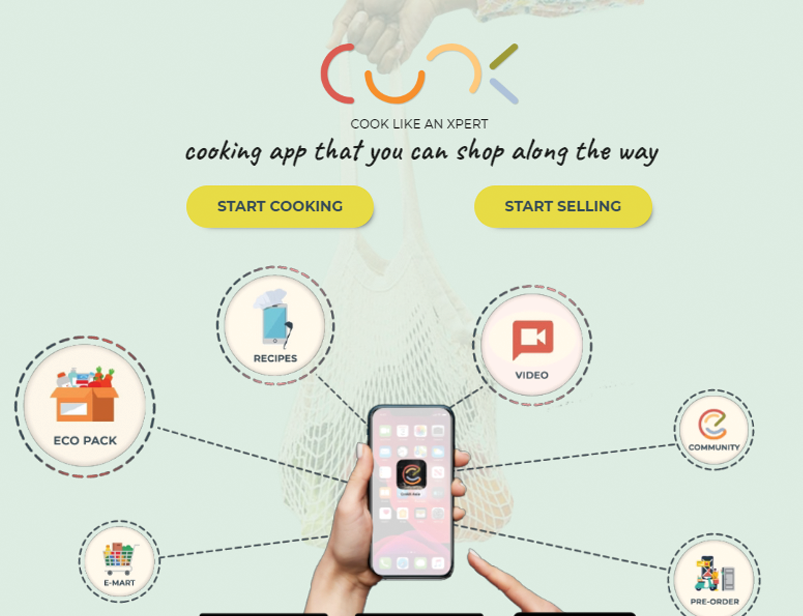 COOK LIKE AN XPERT
cooking app that you can shop along the way
START COOKING
START SELLING
RECIPES
VIDEO
ECO PACK
COMMUNITY
E-MART
PRE-ORDER